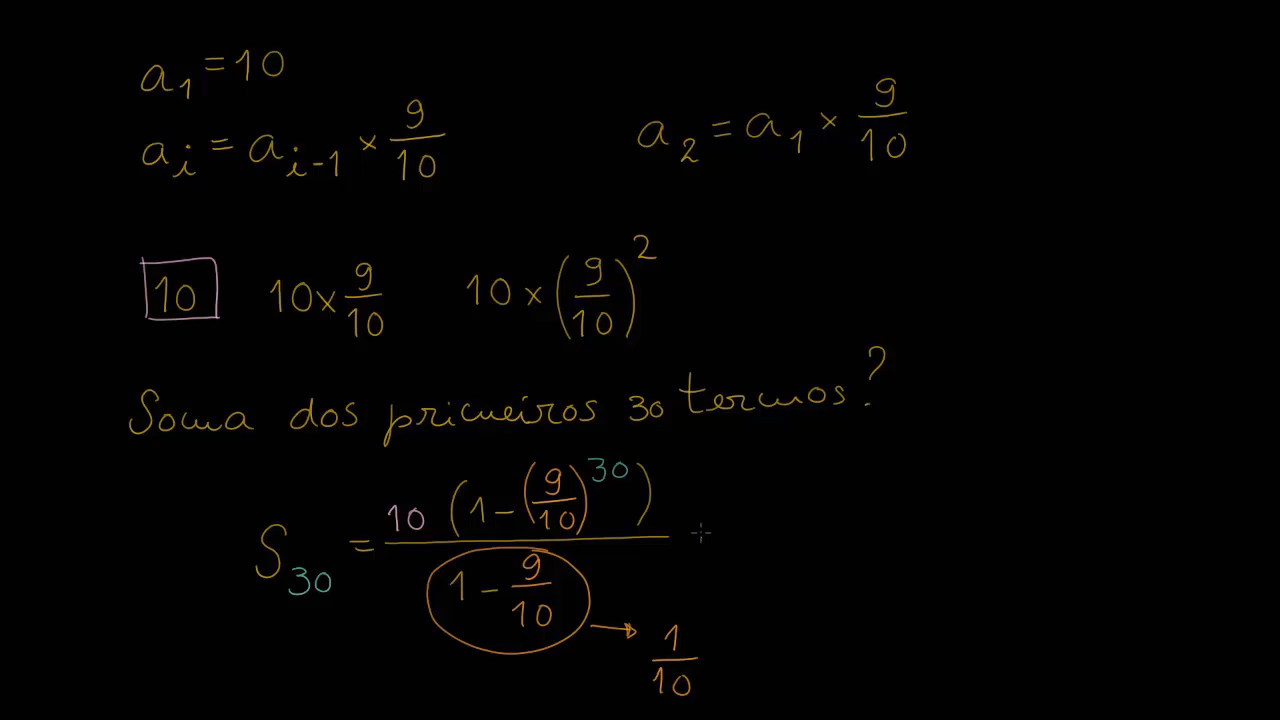 a₁ = 10
aᵢ = aᵢ₋₁ × 9/10
a₂ = a₁ × 9/10
10 10 × 9/10 10 × (9/10)²
Soma dos primeiros 30 termos?
S₃₀ = 10 (1 - (9/10)³⁰) / (1 - 9/10) → 1/10